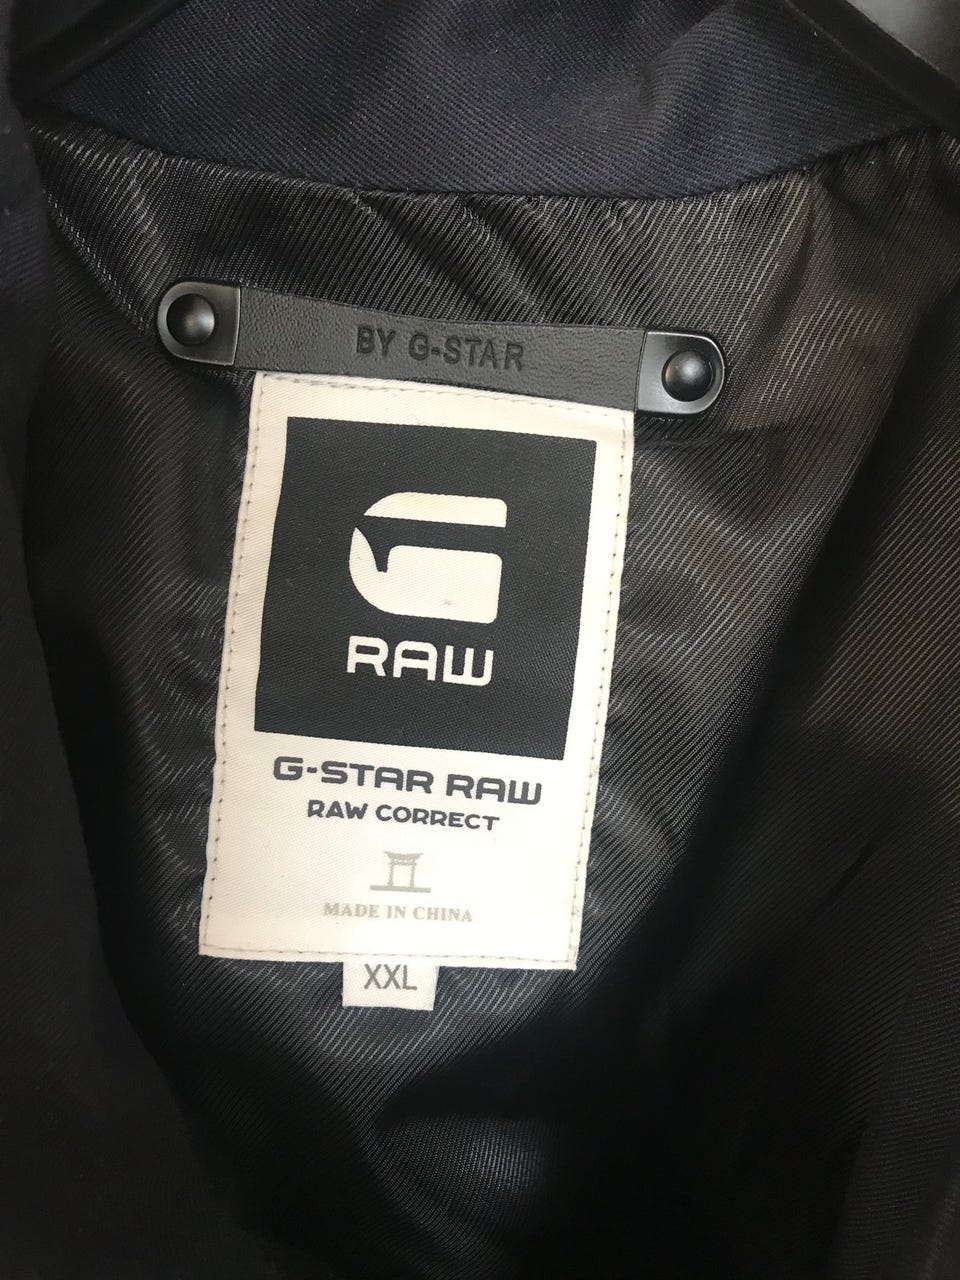 BY G-STAR
RAW
G-STAR RAW
RAW CORRECT
MADE IN CHINA
XXL